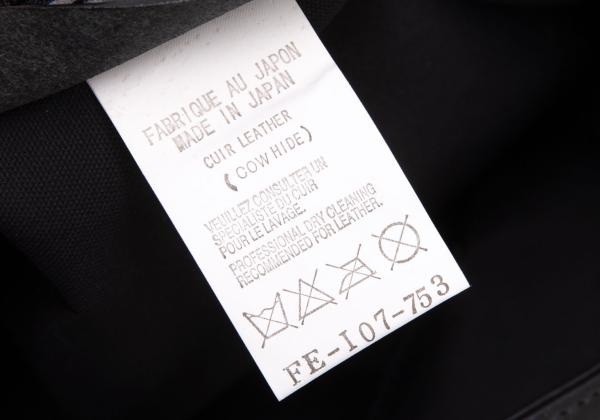 FABRIQUE AU JAPON
MADE IN JAPAN
CUIR LEATHER
(COW HIDE)
VEUILLEZ CONSULTER UN
SPECIALISTE DU CUIR
POUR LE LAVAGE.
PROFESSIONAL DRY CLEANING
RECOMMENDED FOR LEATHER.
FE-107-753